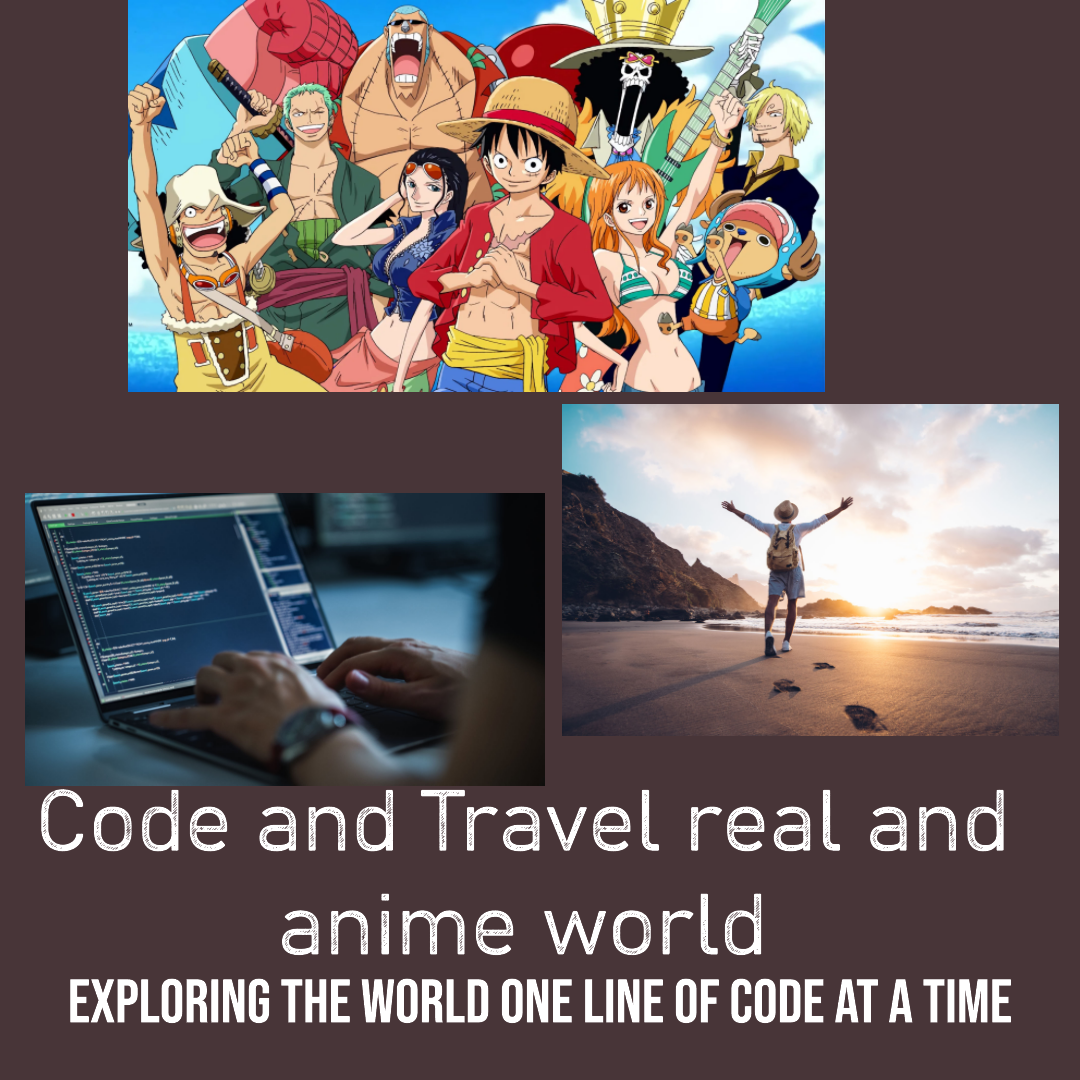 Code and Travel real and
anime world
EXPLORING THE WORLD ONE LINE OF CODE AT A TIME